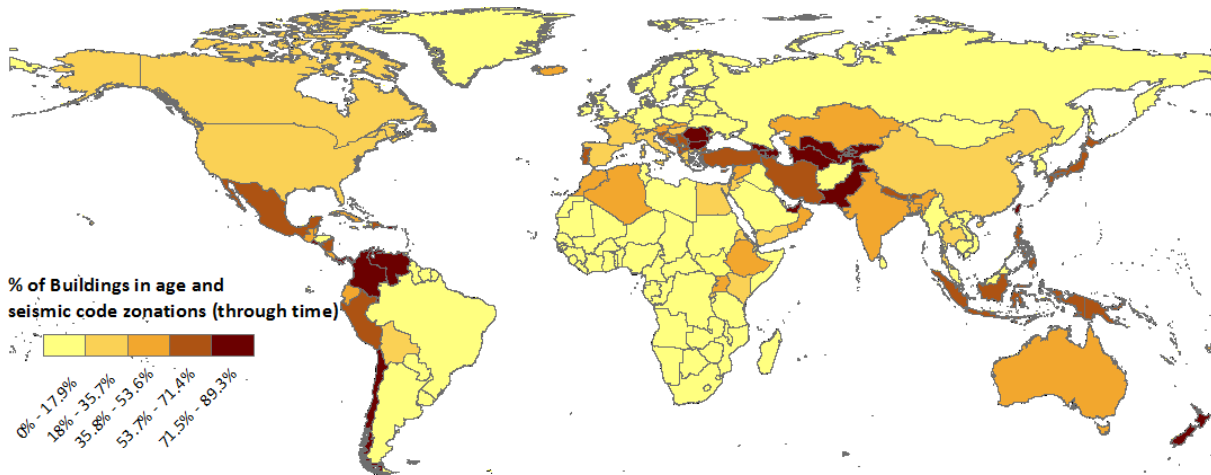 % of Buildings in age and
seismic code zonations (through time)
0% - 17.9%
18% - 35.7%
35.8% - 53.6%
53.7% - 71.4%
71.5% - 89.3%